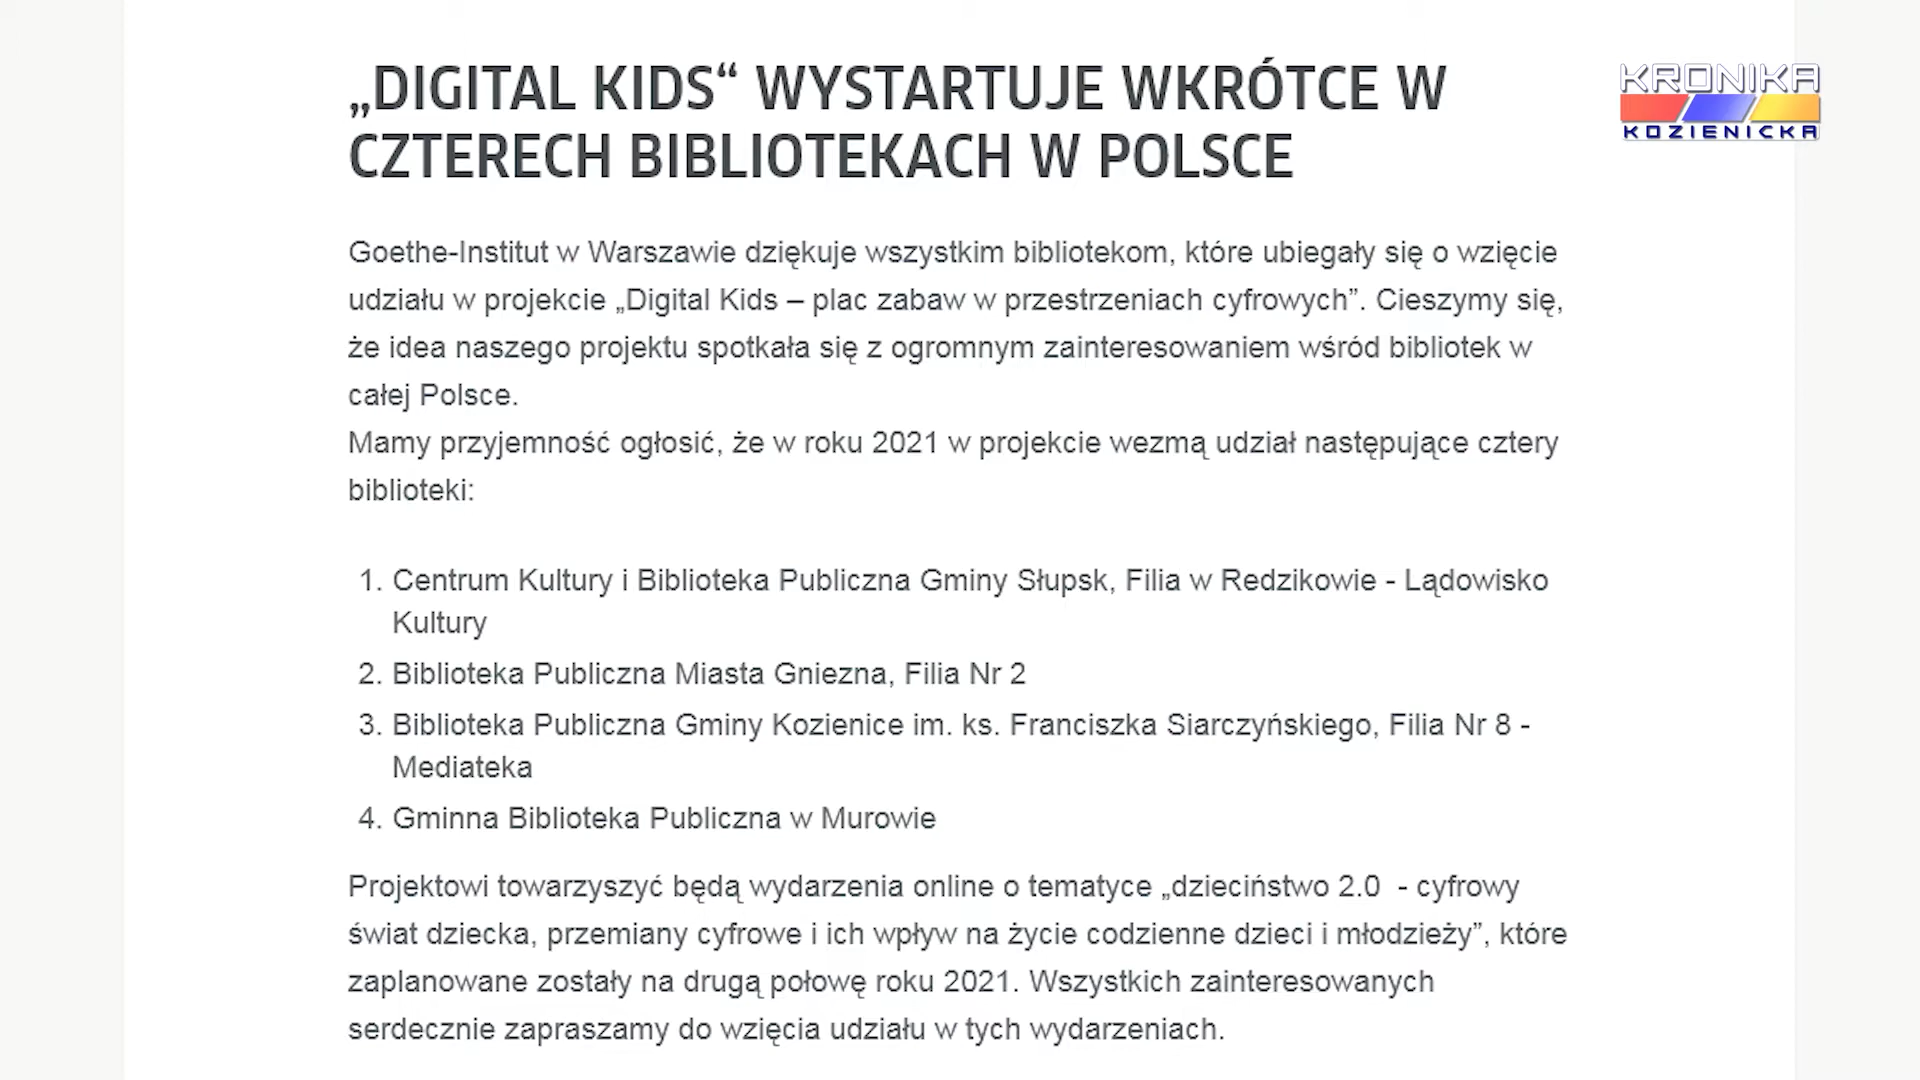 „DIGITAL KIDS“ WYSTARTUJE WKRÓTCE W
CZTERECH BIBLIOTEKACH W POLSCE
KRONIKA
KOZIENICKA
Goethe-Institut w Warszawie dziękuje wszystkim bibliotekom, które ubiegały się o wzięcie
udziału w projekcie „Digital Kids – plac zabaw w przestrzeniach cyfrowych”. Cieszymy się,
że idea naszego projektu spotkała się z ogromnym zainteresowaniem wśród bibliotek w
całej Polsce.
Mamy przyjemność ogłosić, że w roku 2021 w projekcie wezmą udział następujące cztery
biblioteki:
1. Centrum Kultury i Biblioteka Publiczna Gminy Słupsk, Filia w Redzikowie - Lądowisko
Kultury
2. Biblioteka Publiczna Miasta Gniezna, Filia Nr 2
3. Biblioteka Publiczna Gminy Kozienice im. ks. Franciszka Siarczyńskiego, Filia Nr 8 -
Mediateka
4. Gminna Biblioteka Publiczna w Murowie
Projektowi towarzyszyć będą wydarzenia online o tematyce „dzieciństwo 2.0  - cyfrowy
świat dziecka, przemiany cyfrowe i ich wpływ na życie codzienne dzieci i młodzieży”, które
zaplanowane zostały na drugą połowę roku 2021. Wszystkich zainteresowanych
serdecznie zapraszamy do wzięcia udziału w tych wydarzeniach.